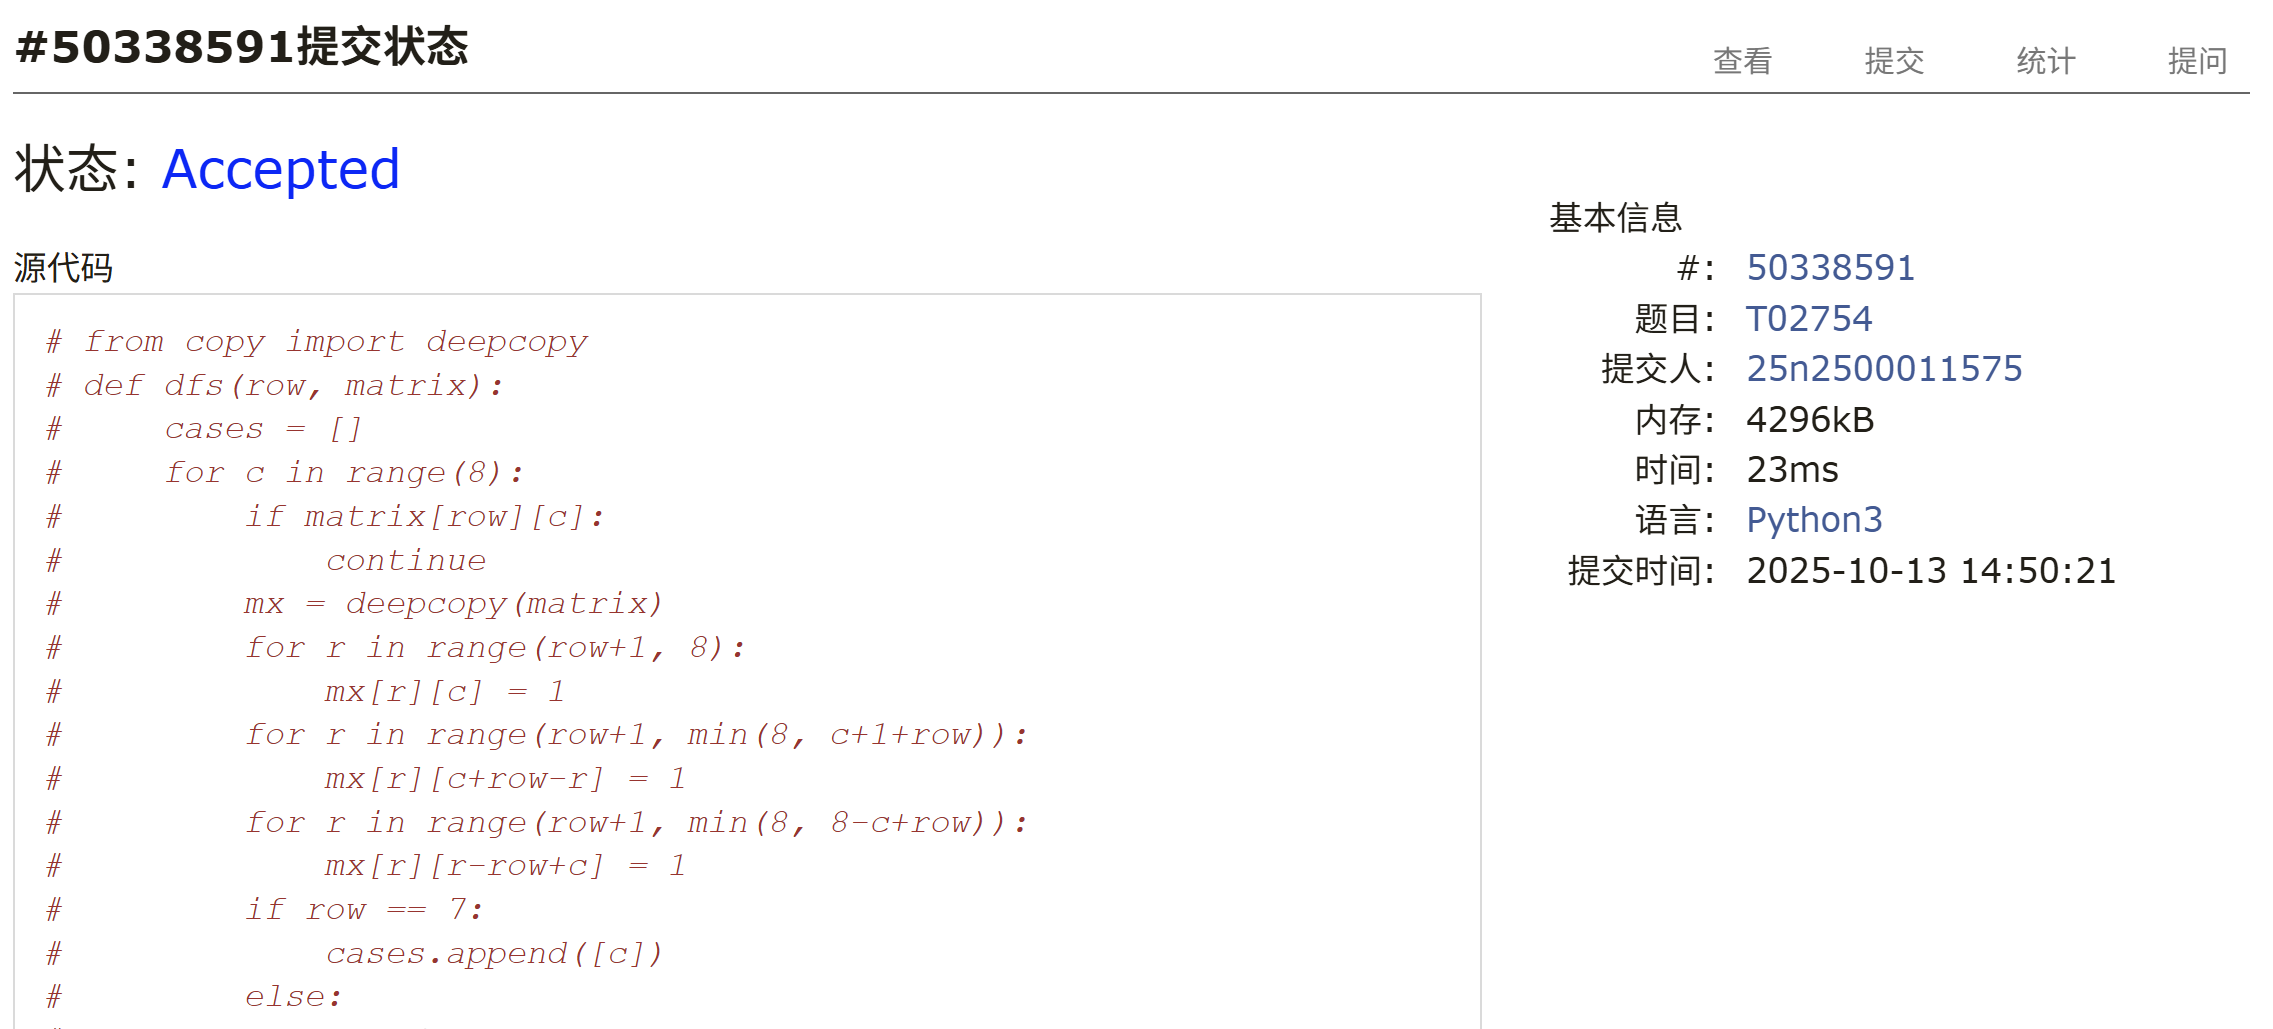 #50338591提交状态
查看 提交 统计 提问
状态: Accepted
源代码
# from copy import deepcopy
# def dfs(row, matrix):
#     cases = []
#     for c in range(8):
#         if matrix[row][c]:
#             continue
#         mx = deepcopy(matrix)
#         for r in range(row+1, 8):
#             mx[r][c] = 1
#         for r in range(row+1, min(8, c+1+row)):
#             mx[r][c+row-r] = 1
#         for r in range(row+1, min(8, 8-c+row)):
#             mx[r][r-row+c] = 1
#         if row == 7:
#             cases.append([c])
#         else:
基本信息
#: 50338591
题目: T02754
提交人: 25n2500011575
内存: 4296kB
时间: 23ms
语言: Python3
提交时间: 2025-10-13 14:50:21